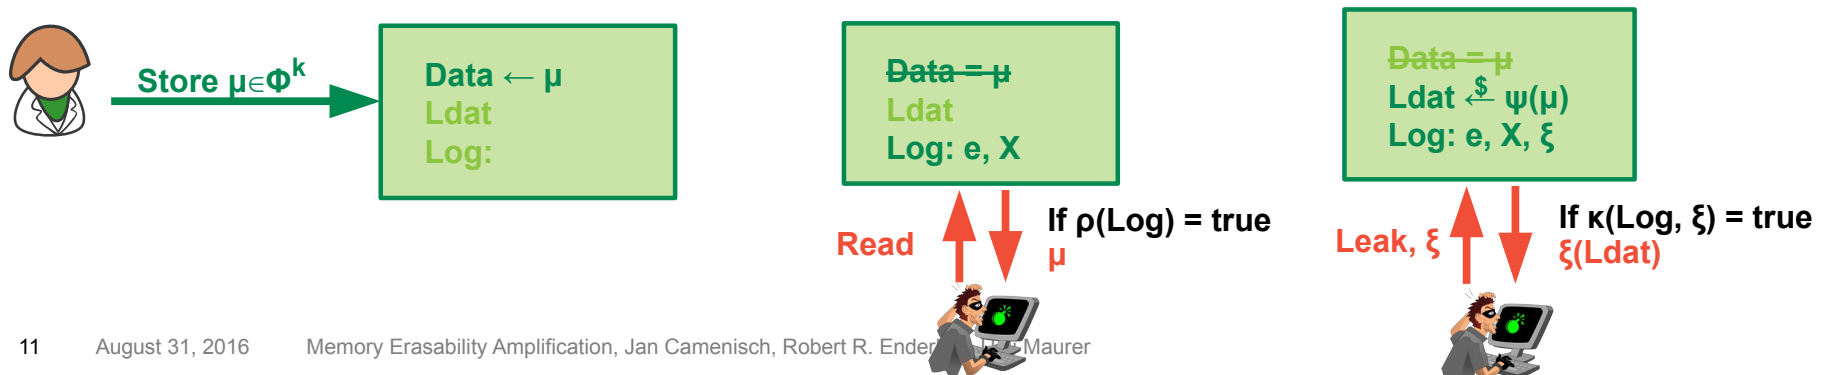 Store μ∈Φ^k
Data ← μ
Ldat
Log:
Data = μ
Ldat
Log: e, X
Read
If ρ(Log) = true
μ
Data = μ
Ldat ←$ ψ(μ)
Log: e, X, ξ
Leak, ξ
If κ(Log, ξ) = true
ξ(Ldat)
11 August 31, 2016 Memory Erasability Amplification, Jan Camenisch, Robert R. Maurer